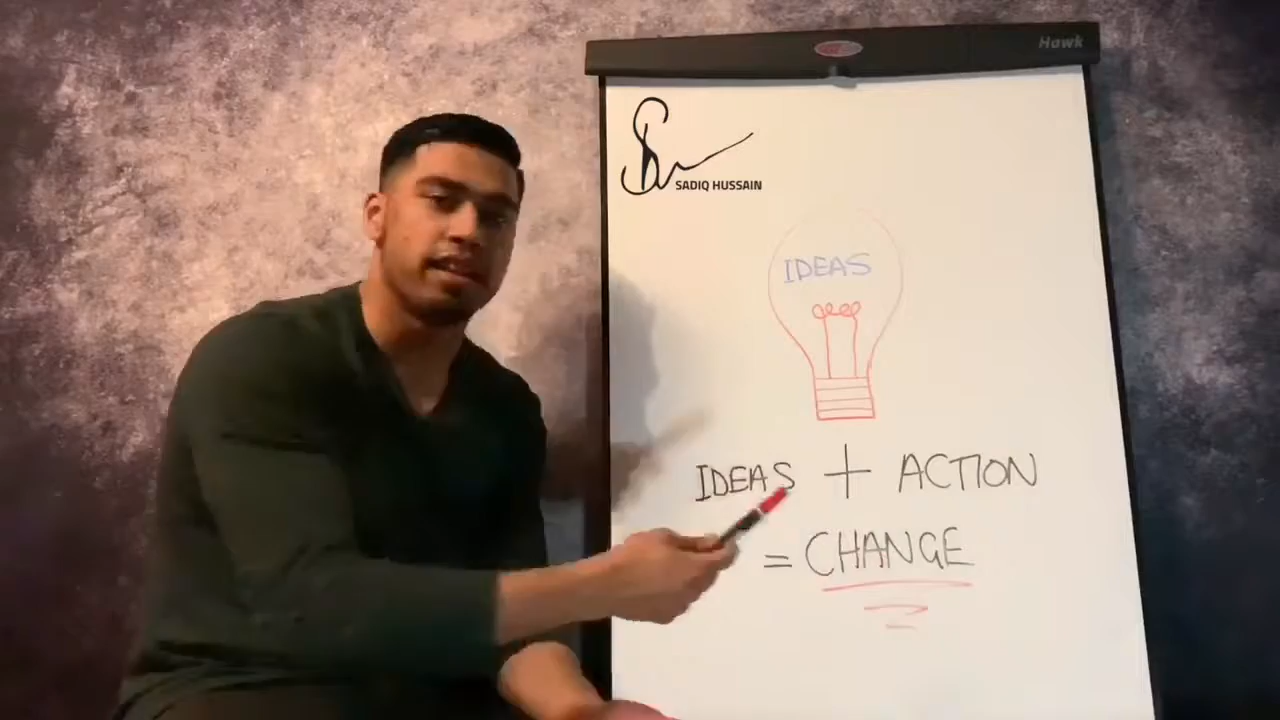 Hawk
SADIQ HUSSAIN
IDEAS
IDEAS + ACTION
= CHANGE